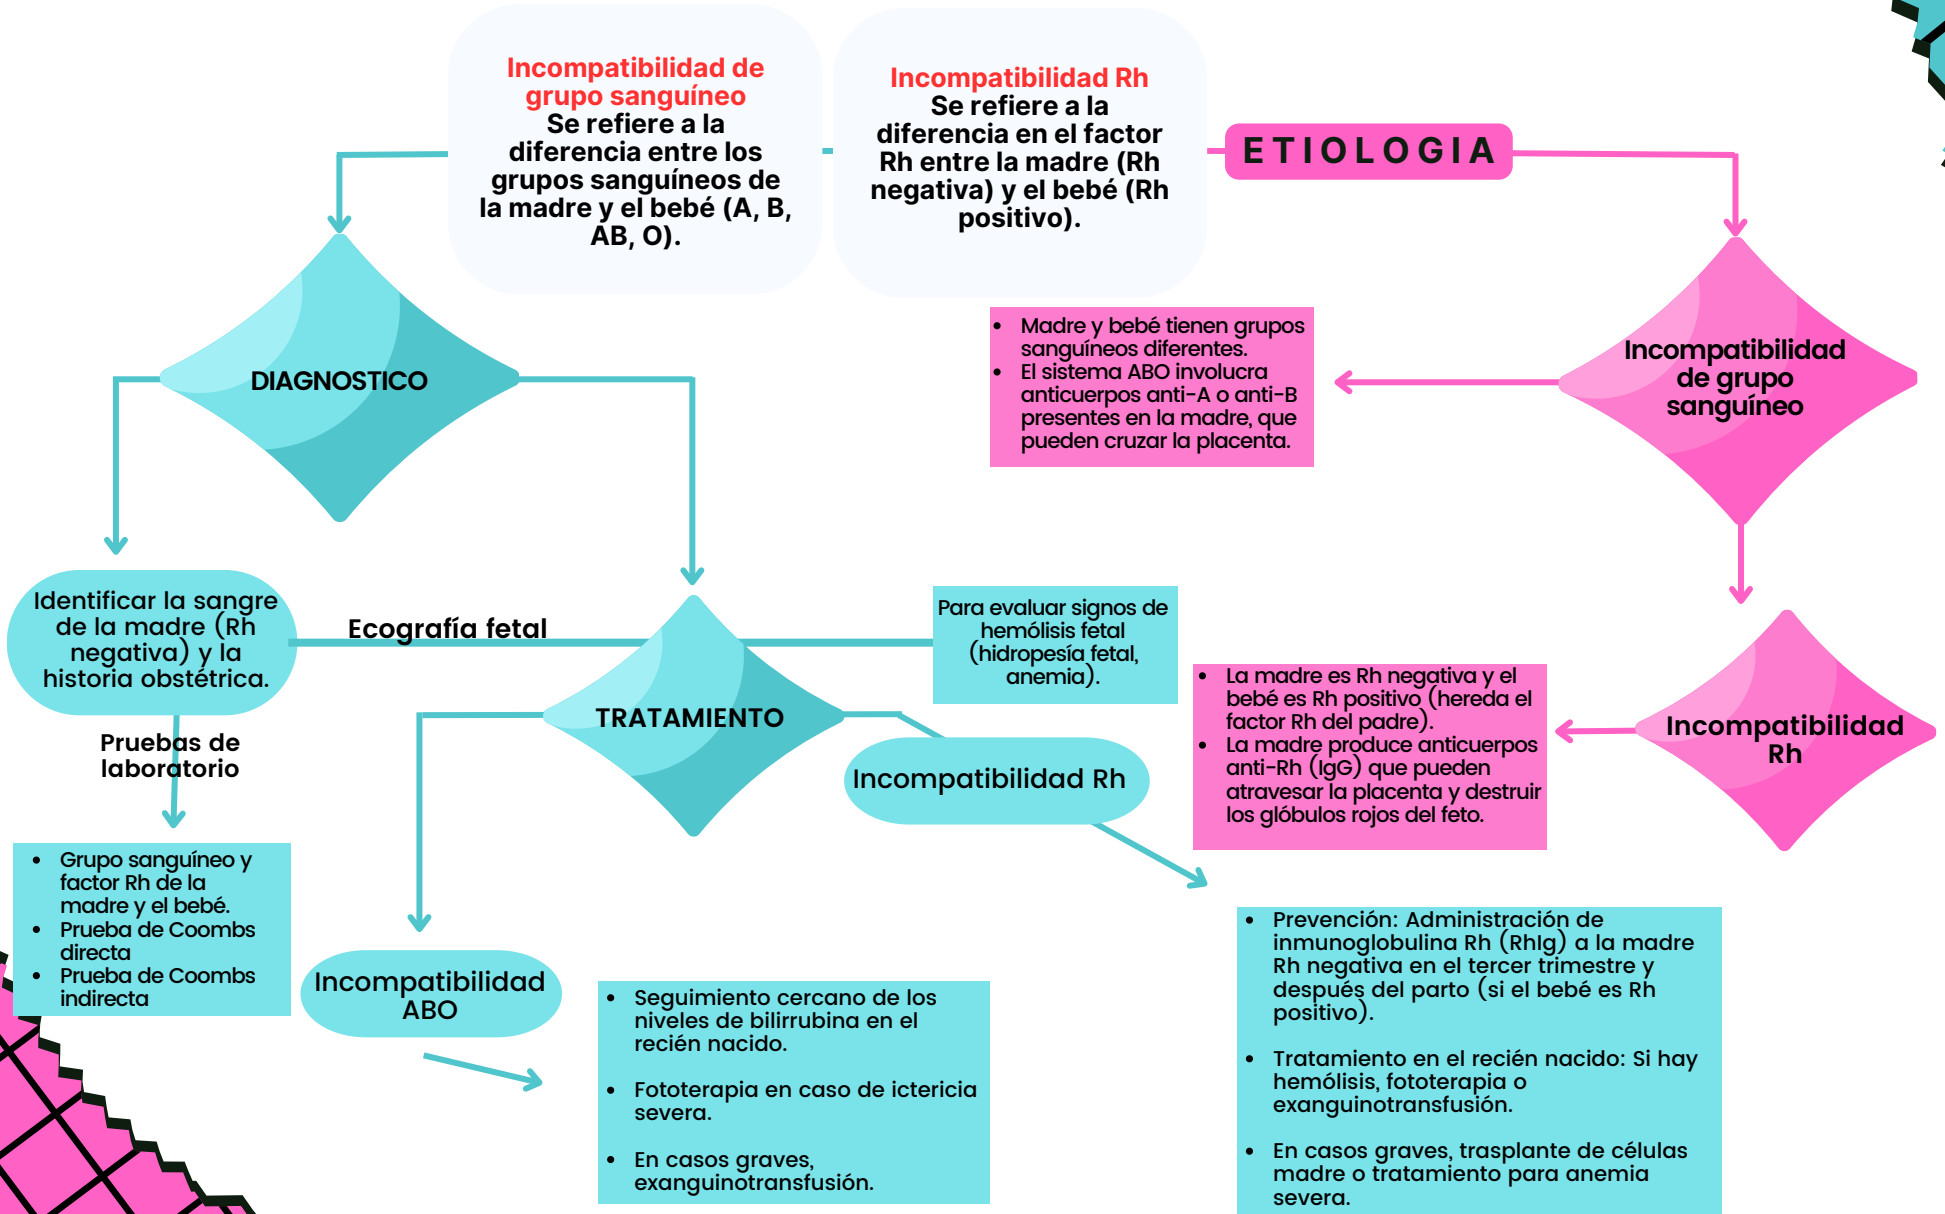 Incompatibilidad de
grupo sanguíneo
Se refiere a la
diferencia entre los
grupos sanguíneos de
la madre y el bebé (A, B,
AB, O).
Incompatibilidad Rh
Se refiere a la
diferencia en el factor
Rh entre la madre (Rh
negativa) y el bebé (Rh
positivo).
ETIOLOGIA
DIAGNOSTICO
• Madre y bebé tienen grupos
sanguíneos diferentes.
• El sistema ABO involucra
anticuerpos anti-A o anti-B
presentes en la madre, que
pueden cruzar la placenta.
Incompatibilidad
de grupo
sanguíneo
Identificar la sangre
de la madre (Rh
negativa) y la
historia obstétrica.
Ecografía fetal
Para evaluar signos de
hemólisis fetal
(hidropesía fetal,
anemia).
Pruebas de
laboratorio
TRATAMIENTO
Incompatibilidad Rh
• La madre es Rh negativa y el
bebé es Rh positivo (hereda el
factor Rh del padre).
• La madre produce anticuerpos
anti-Rh (IgG) que pueden
atravesar la placenta y destruir
los glóbulos rojos del feto.
Incompatibilidad
Rh
• Grupo sanguíneo y
factor Rh de la
madre y el bebé.
• Prueba de Coombs
directa
• Prueba de Coombs
indirecta
Incompatibilidad
ABO
• Seguimiento cercano de los
niveles de bilirrubina en el
recién nacido.
• Fototerapia en caso de ictericia
severa.
• En casos graves,
exanguinotransfusión.
• Prevención: Administración de
inmunoglobulina Rh (RhIg) a la madre
Rh negativa en el tercer trimestre y
después del parto (si el bebé es Rh
positivo).
• Tratamiento en el recién nacido: Si hay
hemólisis, fototerapia o
exanguinotransfusión.
• En casos graves, trasplante de células
madre o tratamiento para anemia
severa.